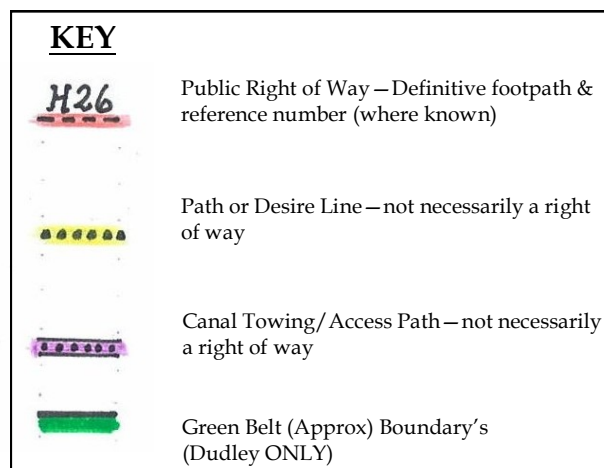 KEY
H26
Public Right of Way—Definitive footpath &
reference number (where known)
Path or Desire Line—not necessarily a right
of way
Canal Towing/Access Path—not necessarily
a right of way
Green Belt (Approx) Boundary's
(Dudley ONLY)